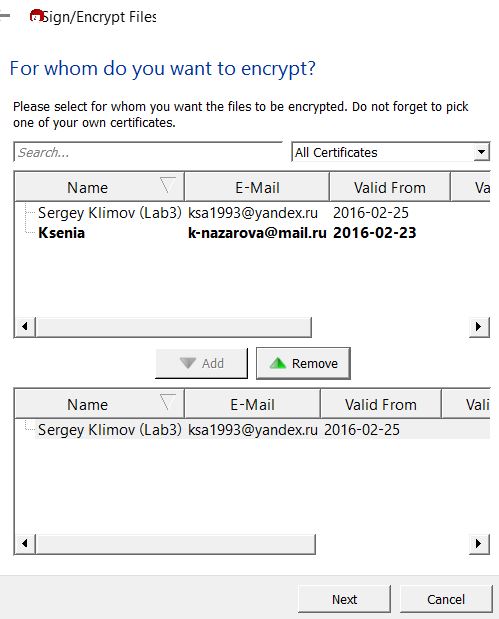 Sign/Encrypt Files
For whom do you want to encrypt?
Please select for whom you want the files to be encrypted. Do not forget to pick
one of your own certificates.
Search... All Certificates
Name E-Mail Valid From Va
Sergey Klimov (Lab3) ksa1993@yandex.ru 2016-02-25
Ksenia k-nazarova@mail.ru 2016-02-23
Add Remove
Name E-Mail Valid From Vali
Sergey Klimov (Lab3) ksa1993@yandex.ru 2016-02-25
Next Cancel